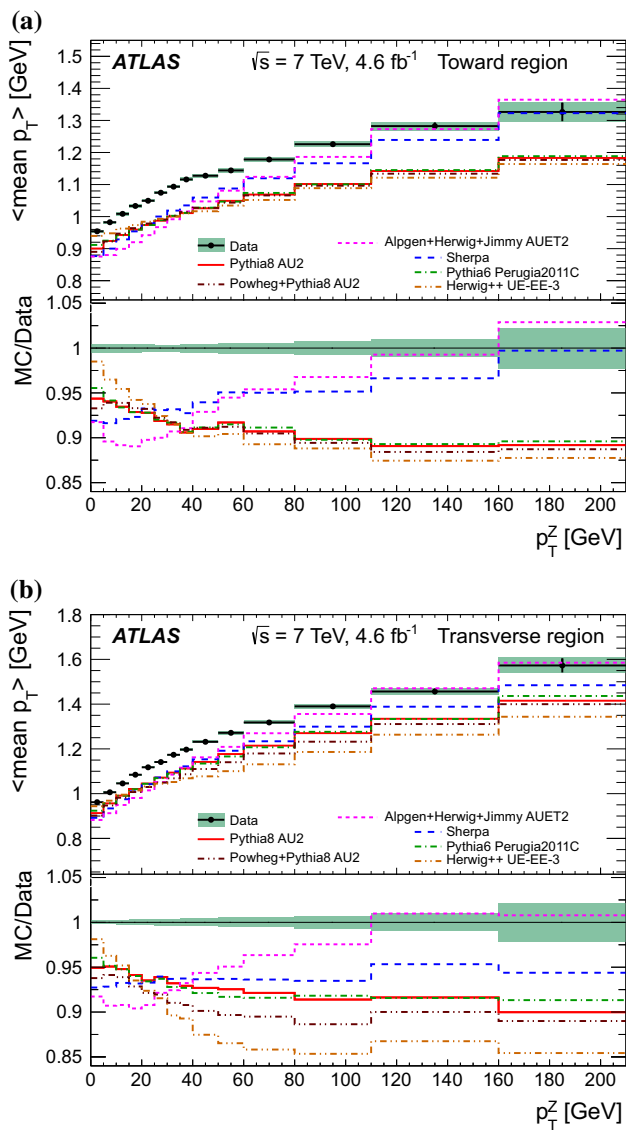 (a)
<mean p_T> [GeV]
ATLAS √s = 7 TeV, 4.6 fb⁻¹ Toward region
1.5
1.4
1.3
1.2
1.1
1
0.9
0.8
Data
Pythia8 AU2
Powheg+Pythia8 AU2
Alpgen+Herwig+Jimmy AUET2
Sherpa
Pythia6 Perugia2011C
Herwig++ UE-EE-3
MC/Data
1.05
1
0.95
0.9
0.85
0 20 40 60 80 100 120 140 160 180 200
p_T^Z [GeV]
(b)
<mean p_T> [GeV]
ATLAS √s = 7 TeV, 4.6 fb⁻¹ Transverse region
1.8
1.6
1.4
1.2
1
0.8
Data
Pythia8 AU2
Powheg+Pythia8 AU2
Alpgen+Herwig+Jimmy AUET2
Sherpa
Pythia6 Perugia2011C
Herwig++ UE-EE-3
MC/Data
1.05
1
0.95
0.9
0.85
0 20 40 60 80 100 120 140 160 180 200
p_T^Z [GeV]